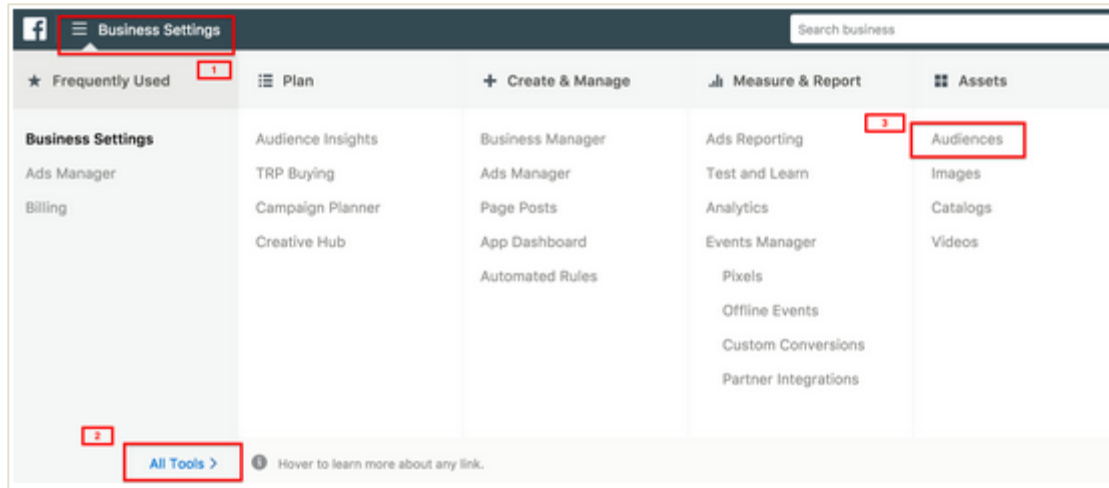 Business Settings
Search business
1
Frequently Used
Plan
Create & Manage
Measure & Report
Assets
Business Settings
Ads Manager
Billing
Audience Insights
TRP Buying
Campaign Planner
Creative Hub
Business Manager
Ads Manager
Page Posts
App Dashboard
Automated Rules
Ads Reporting
Test and Learn
Analytics
Events Manager
Pixels
Offline Events
Custom Conversions
Partner Integrations
3
Audiences
Images
Catalogs
Videos
2
All Tools >
Hover to learn more about any link.